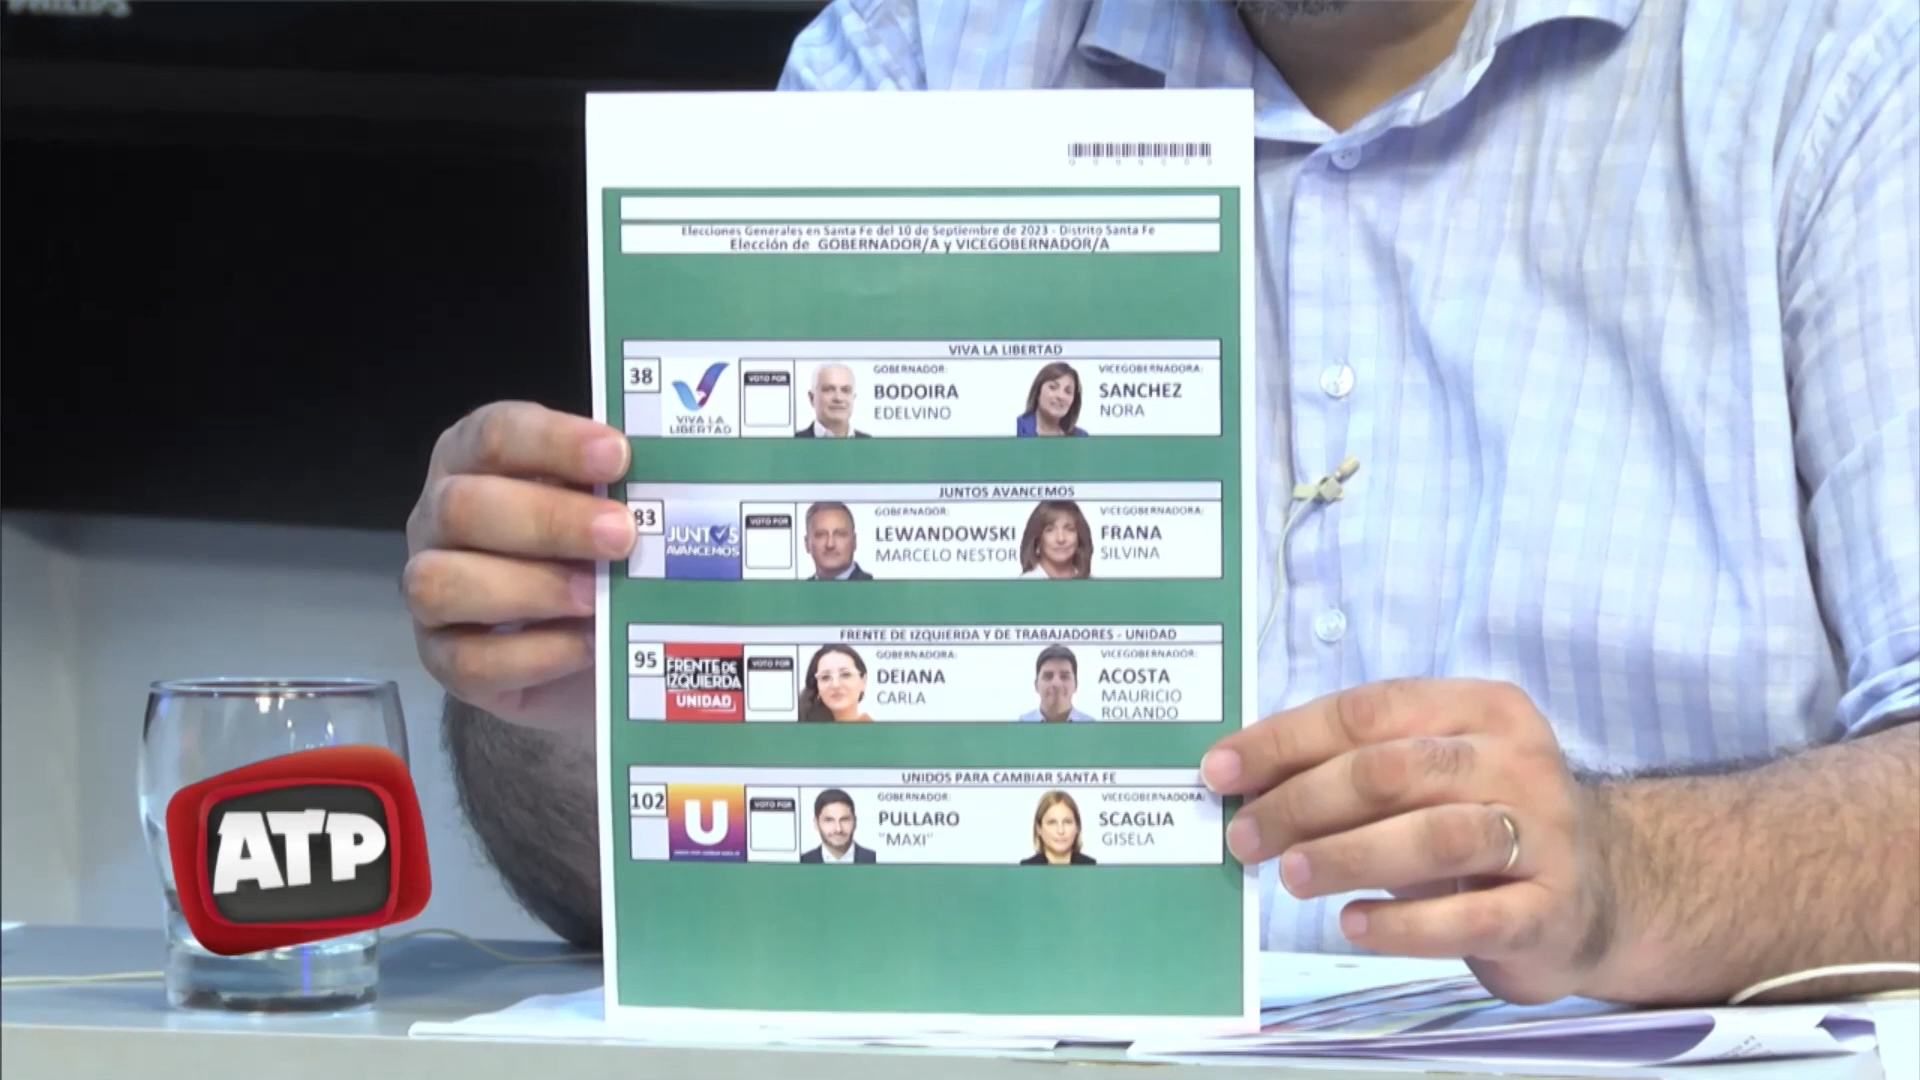 PHILIPS
Elecciones Generales en Santa Fe del 10 de Septiembre de 2023 - Distrito Santa Fe
Elección de GOBERNADOR/A y VICEGOBERNADOR/A
VIVA LA LIBERTAD
38
VIVA LA
LIBERTAD
VOTO POR
GOBERNADOR:
BODOIRA
EDELVINO
VICEGOBERNADORA:
SANCHEZ
NORA
JUNTOS AVANCEMOS
83
JUNTOS
AVANCEMOS
VOTO POR
GOBERNADOR:
LEWANDOWSKI
MARCELO NESTOR
VICEGOBERNADORA:
FRANA
SILVINA
FRENTE DE IZQUIERDA Y DE TRABAJADORES - UNIDAD
95
FRENTE DE
IZQUIERDA
UNIDAD
VOTO POR
GOBERNADORA:
DEIANA
CARLA
VICEGOBERNADOR:
ACOSTA
MAURICIO
ROLANDO
UNIDOS PARA CAMBIAR SANTA FE
102
U
VOTO POR
GOBERNADOR:
PULLARO
"MAXI"
VICEGOBERNADORA:
SCAGLIA
GISELA
ATP